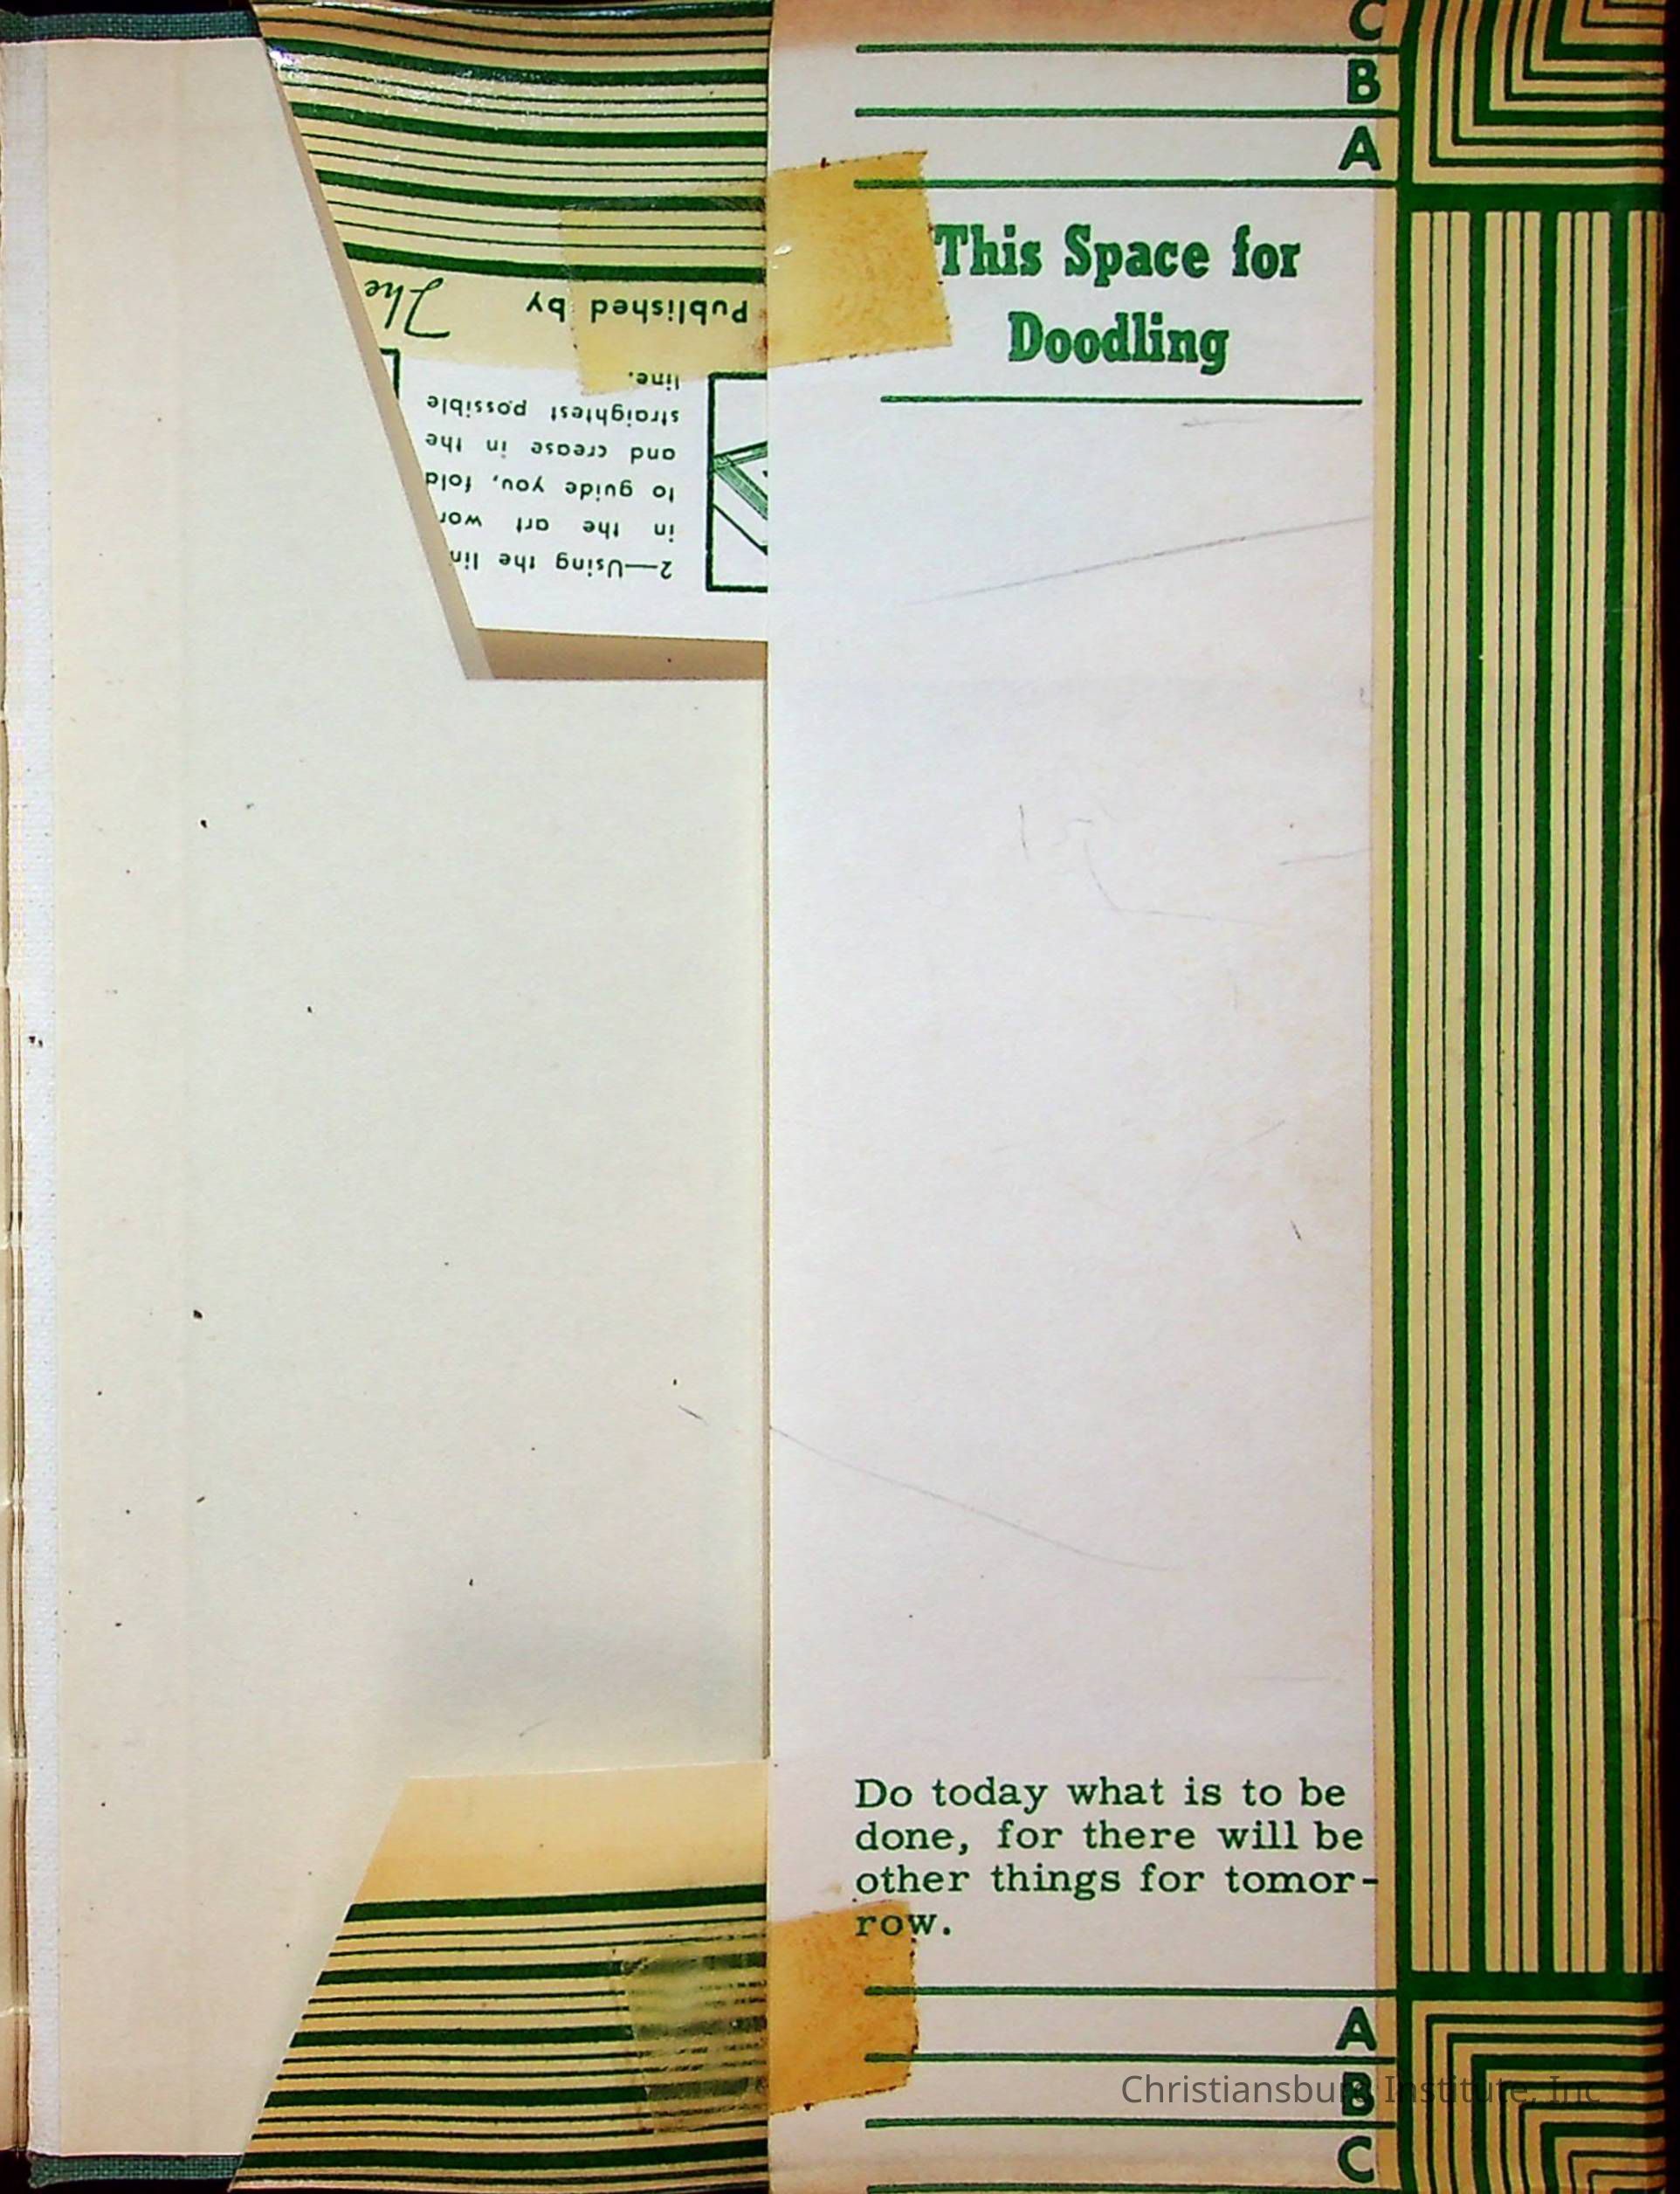 C
B
A
This Space for
Doodling
Published by The
2—Using the
in the art
to guide you, fold
and crease in the
straightest possible
line.
Do today what is to be
done, for there will be
other things for tomor-
row.
A
B
C
Christiansburg Institute, Inc